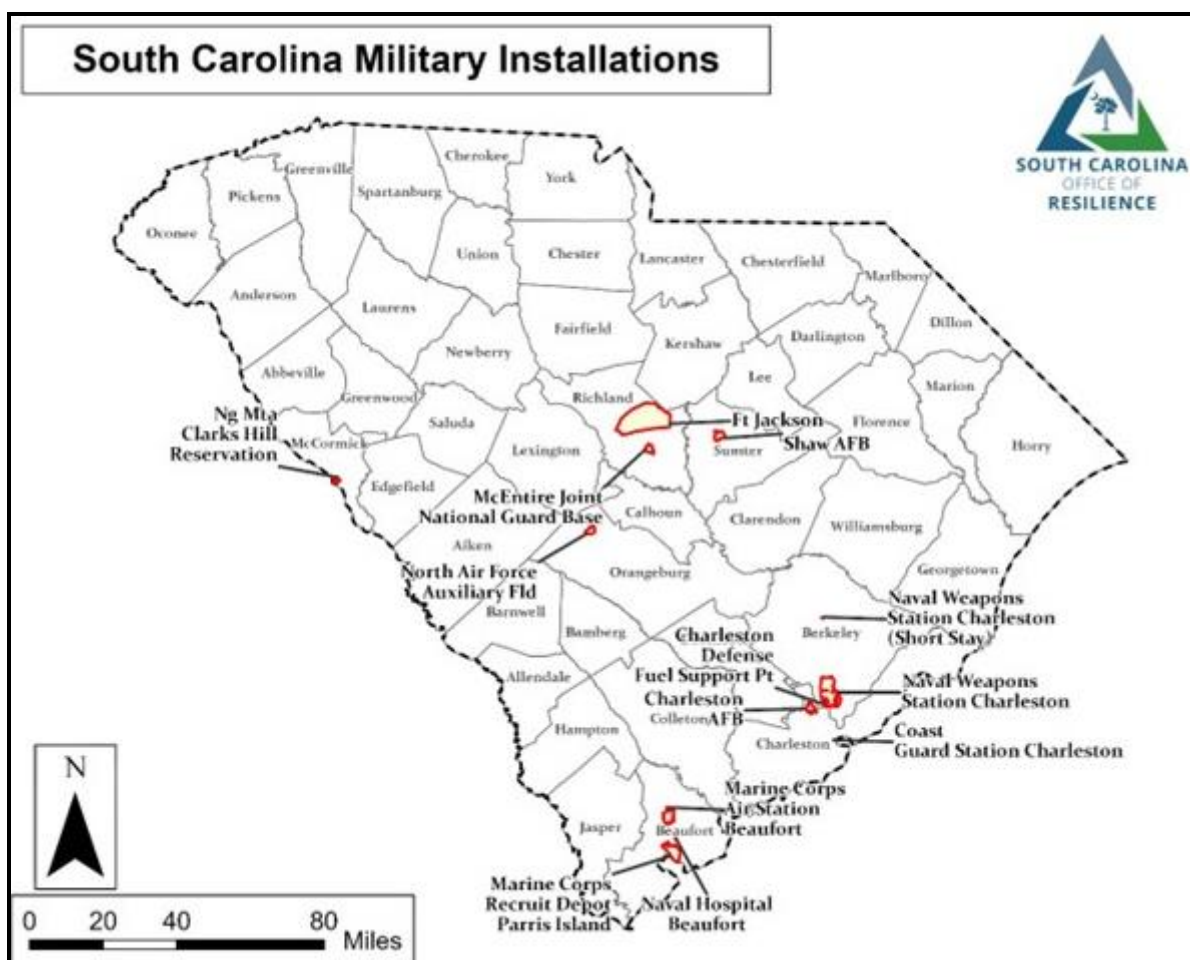 South Carolina Military Installations
SOUTH CAROLINA
OFFICE OF
RESILIENCE
Cherokee
Greenville
York
Spartanburg
Pickens
Oconee
Union
Chester
Lancaster
Chesterfield
Marlboro
Anderson
Laurens
Fairfield
Dillon
Darlington
Kershaw
Newberry
Abbeville
Lee
Marion
Greenwood
Richland
Ng Mta
Clarks Hill
Reservation
Saluda
Ft Jackson
Florence
McCormick
Lexington
Sumter
Shaw AFB
Horry
Edgefield
McEntire Joint
National Guard Base
Calhoun
Clarendon
Williamsburg
Aiken
North Air Force
Auxiliary Fld
Orangeburg
Georgetown
Barnwell
Bamberg
Naval Weapons
Station Charleston
(Short Stay)
Berkeley
Charleston
Defense
Fuel Support Pt
Allendale
Naval Weapons
Station Charleston
Charleston
AFB
Colleton
Hampton
Charleston
Coast
Guard Station Charleston
Marine Corps
Air Station
Beaufort
Jasper
Beaufort
Marine Corps
Recruit Depot
Parris Island
Naval Hospital
Beaufort
N
0 20 40 80
Miles